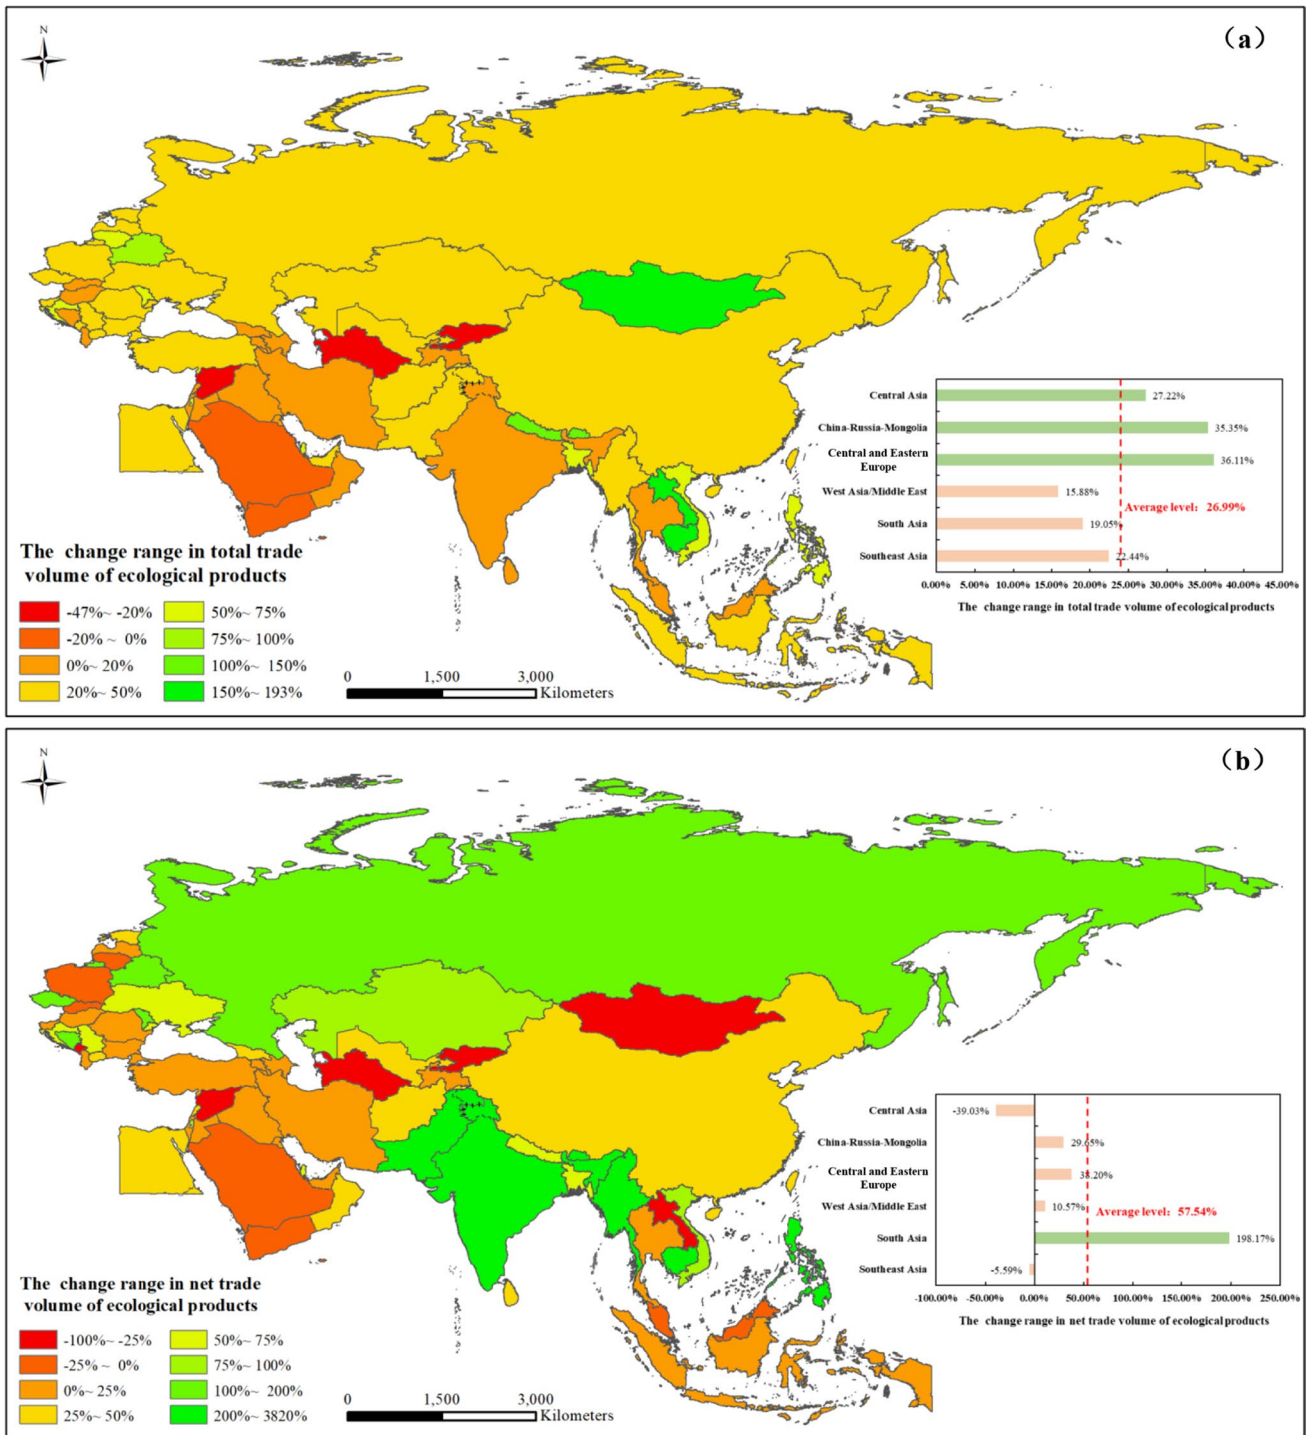 (a)
N
Central Asia
27.22%
China-Russia-Mongolia
35.35%
Central and Eastern
Europe
36.11%
West Asia/Middle East
15.88%
Average level: 26.99%
South Asia
19.05%
Southeast Asia
22.44%
0.00% 5.00% 10.00% 15.00% 20.00% 25.00% 30.00% 35.00% 40.00% 45.00%
The change range in total trade volume of ecological products
The change range in total trade
volume of ecological products
-47%~ -20% 50%~ 75%
-20% ~ 0% 75%~ 100%
0%~ 20% 100%~ 150%
20%~ 50% 150%~ 193%
0 1,500 3,000
Kilometers
(b)
N
Central Asia
-39.03%
China-Russia-Mongolia
29.65%
Central and Eastern
Europe
38.20%
West Asia/Middle East
10.57%
Average level: 57.54%
South Asia
198.17%
Southeast Asia
-5.59%
-100.00% -50.00% 0.00% 50.00% 100.00% 150.00% 200.00% 250.00%
The change range in net trade volume of ecological products
The change range in net trade
volume of ecological products
-100%~ -25% 50%~ 75%
-25% ~ 0% 75%~ 100%
0%~ 25% 100%~ 200%
25%~ 50% 200%~ 3820%
0 1,500 3,000
Kilometers